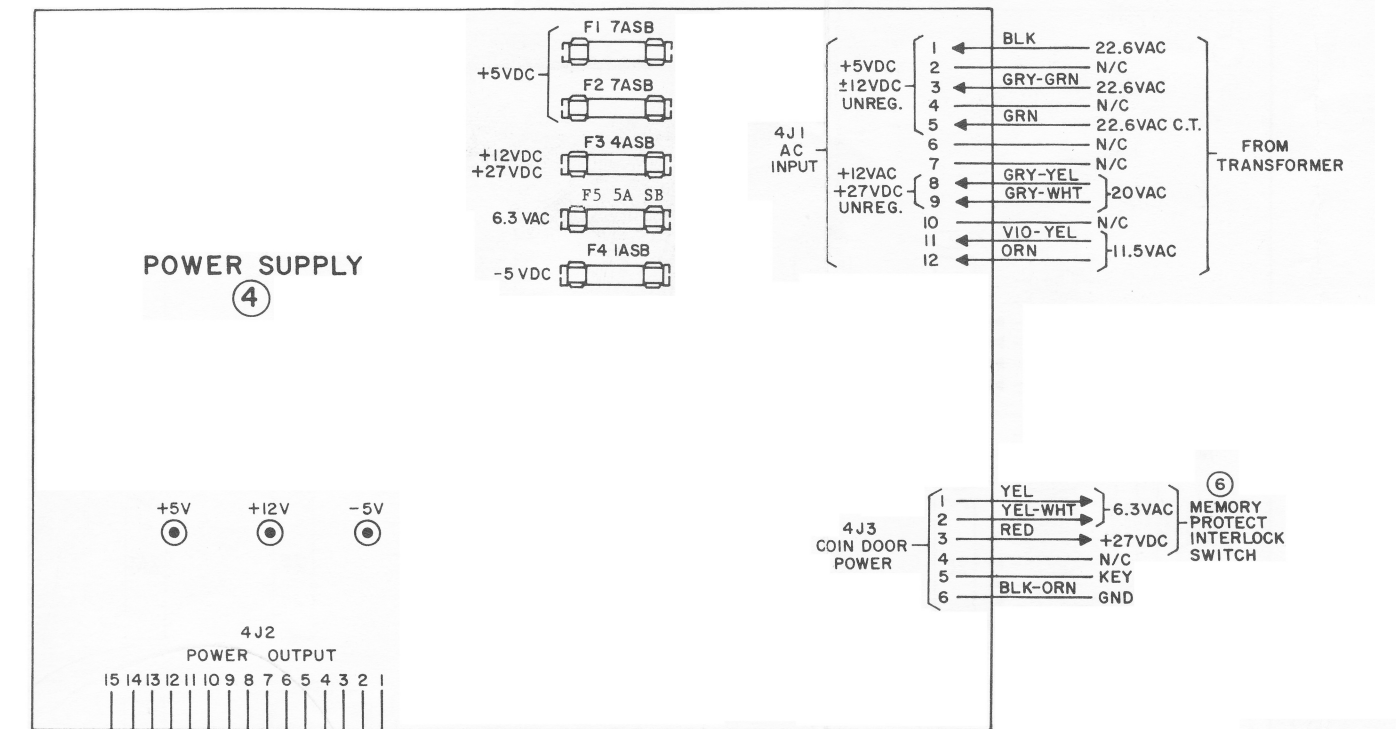 F1 7ASB
+5VDC
F2 7ASB
F3 4ASB
+12VDC
+27VDC
F5 5A SB
6.3 VAC
F4 1ASB
-5 VDC
POWER SUPPLY
4
4J1
AC
INPUT
+5VDC
±12VDC
UNREG.
+12VAC
+27VDC
UNREG.
1 BLK 22.6VAC
2 N/C
3 GRY-GRN 22.6VAC
4 N/C
5 GRN 22.6VAC C.T.
6 N/C
7 N/C
8 GRY-YEL
9 GRY-WHT
20VAC
10 N/C
11 VIO-YEL
12 ORN
11.5VAC
FROM
TRANSFORMER
4J3
COIN DOOR
POWER
1 YEL
2 YEL-WHT
6.3VAC
3 RED +27VDC
4 N/C
5 KEY
6 BLK-ORN GND
6
MEMORY
PROTECT
INTERLOCK
SWITCH
+5V +12V -5V
4J2
POWER OUTPUT
15 14 13 12 11 10 9 8 7 6 5 4 3 2 1